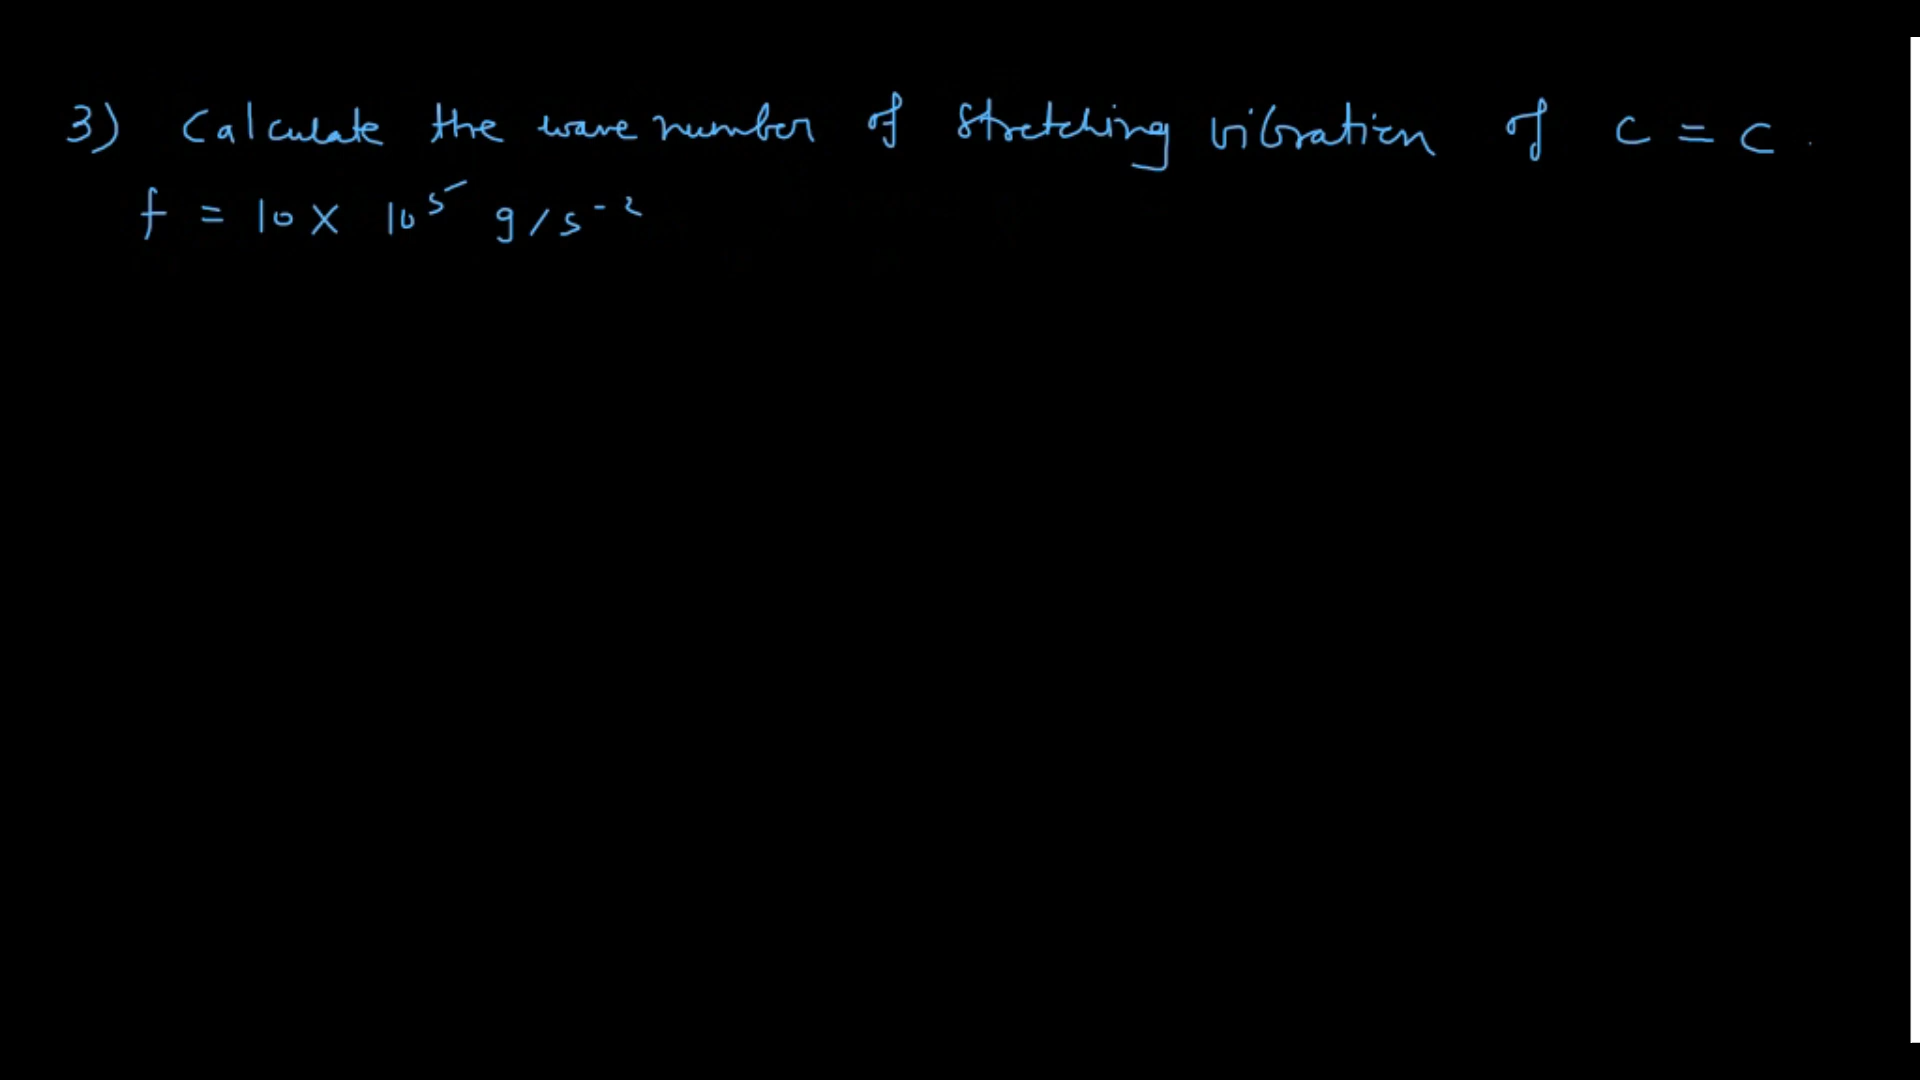 3) Calculate the wave number of stretching vibration of C = C.
f = 10 X 10⁵ g/s⁻²